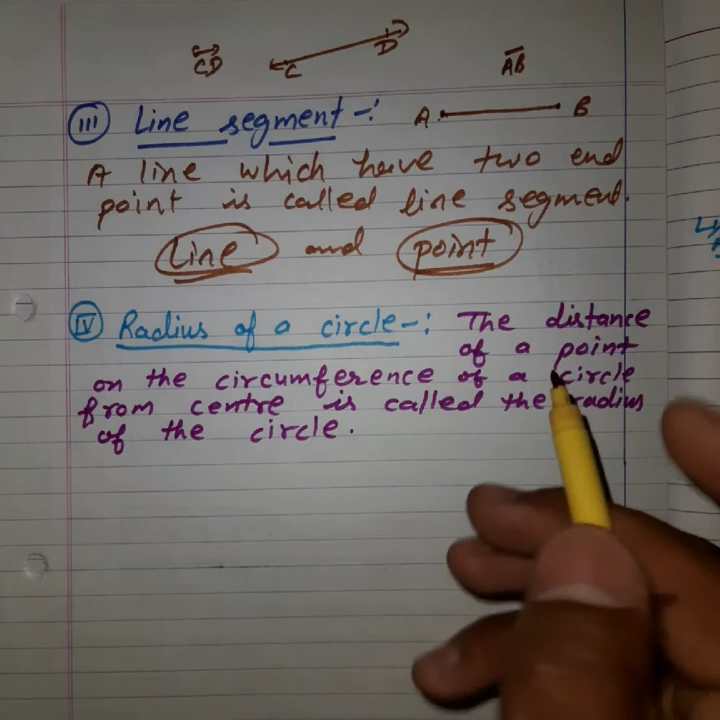 CD C D AB
III Line segment -: A B
A line which have two end
point is called line segment.
Line and point
IV Radius of a circle -: The distance
of a point
on the circumference of a circle
from centre is called the radius
of the circle.